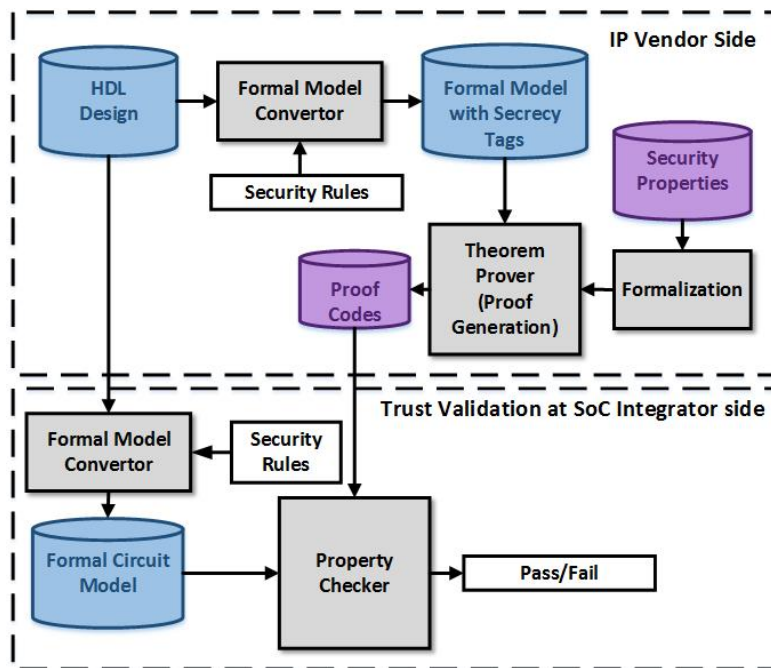 IP Vendor Side
HDL
Design
Formal Model
Convertor
Formal Model
with Secrecy
Tags
Security Rules
Security
Properties
Theorem
Prover
(Proof
Generation)
Formalization
Proof
Codes
Trust Validation at SoC Integrator side
Formal Model
Convertor
Security
Rules
Formal Circuit
Model
Property
Checker
Pass/Fail